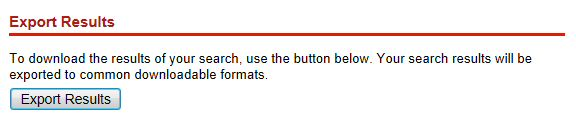 Export Results
To download the results of your search, use the button below. Your search results will be
exported to common downloadable formats.
Export Results